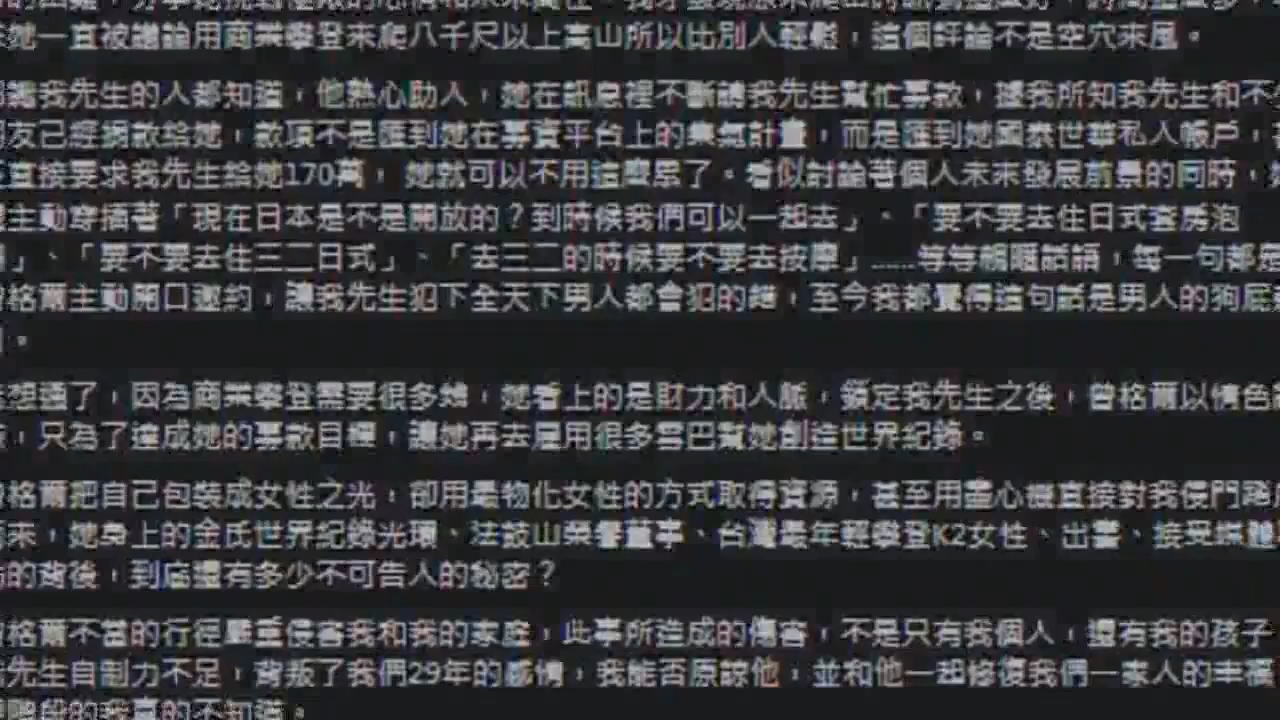 她一直被議論用商業攀登來爬八千尺以上高山所以比別人輕鬆，這個評論不是空穴來風。
我先生的人都知道，他熱心助人，她在訊息裡不斷請我先生幫忙募款，據我所知我先生和不
友已經捐款給她，款項不是匯到她在募資平台上的集氣計畫，而是匯到她國泰世華私人帳戶，
直接要求我先生給她170萬， 她就可以不用這麼累了。看似討論著個人未來發展前景的同時，
主動穿插著「現在日本是不是開放的？到時候我們可以一起去」、「要不要去住日式套房泡
」、「要不要去住三二日式」、「去三二的時候要不要去按摩」……等等親暱話語，每一句都是
格爾主動開口邀約，讓我先生犯下全天下男人都會犯的錯，至今我都覺得這句話是男人的狗屁
。
想通了，因為商業攀登需要很多錢，她看上的是財力和人脈，鎖定我先生之後，曾格爾以情色
，只為了達成她的募款目標，讓她再去雇用很多雪巴幫她創造世界紀錄。
格爾把自己包裝成女性之光，卻用最物化女性的方式取得資源，甚至用盡心機直接對我侵門踏
來，她身上的金氏世界紀錄光環、法鼓山榮譽董事、台灣最年輕攀登K2女性、出書、接受媒體
的背後，到底還有多少不可告人的秘密？
格爾不當的行徑嚴重侵害我和我的家庭，此事所造成的傷害，不是只有我個人，還有我的孩子
先生自制力不足，背叛了我們29年的感情，我能否原諒他，並和他一起修復我們一家人的幸福
階段的我真的不知道。